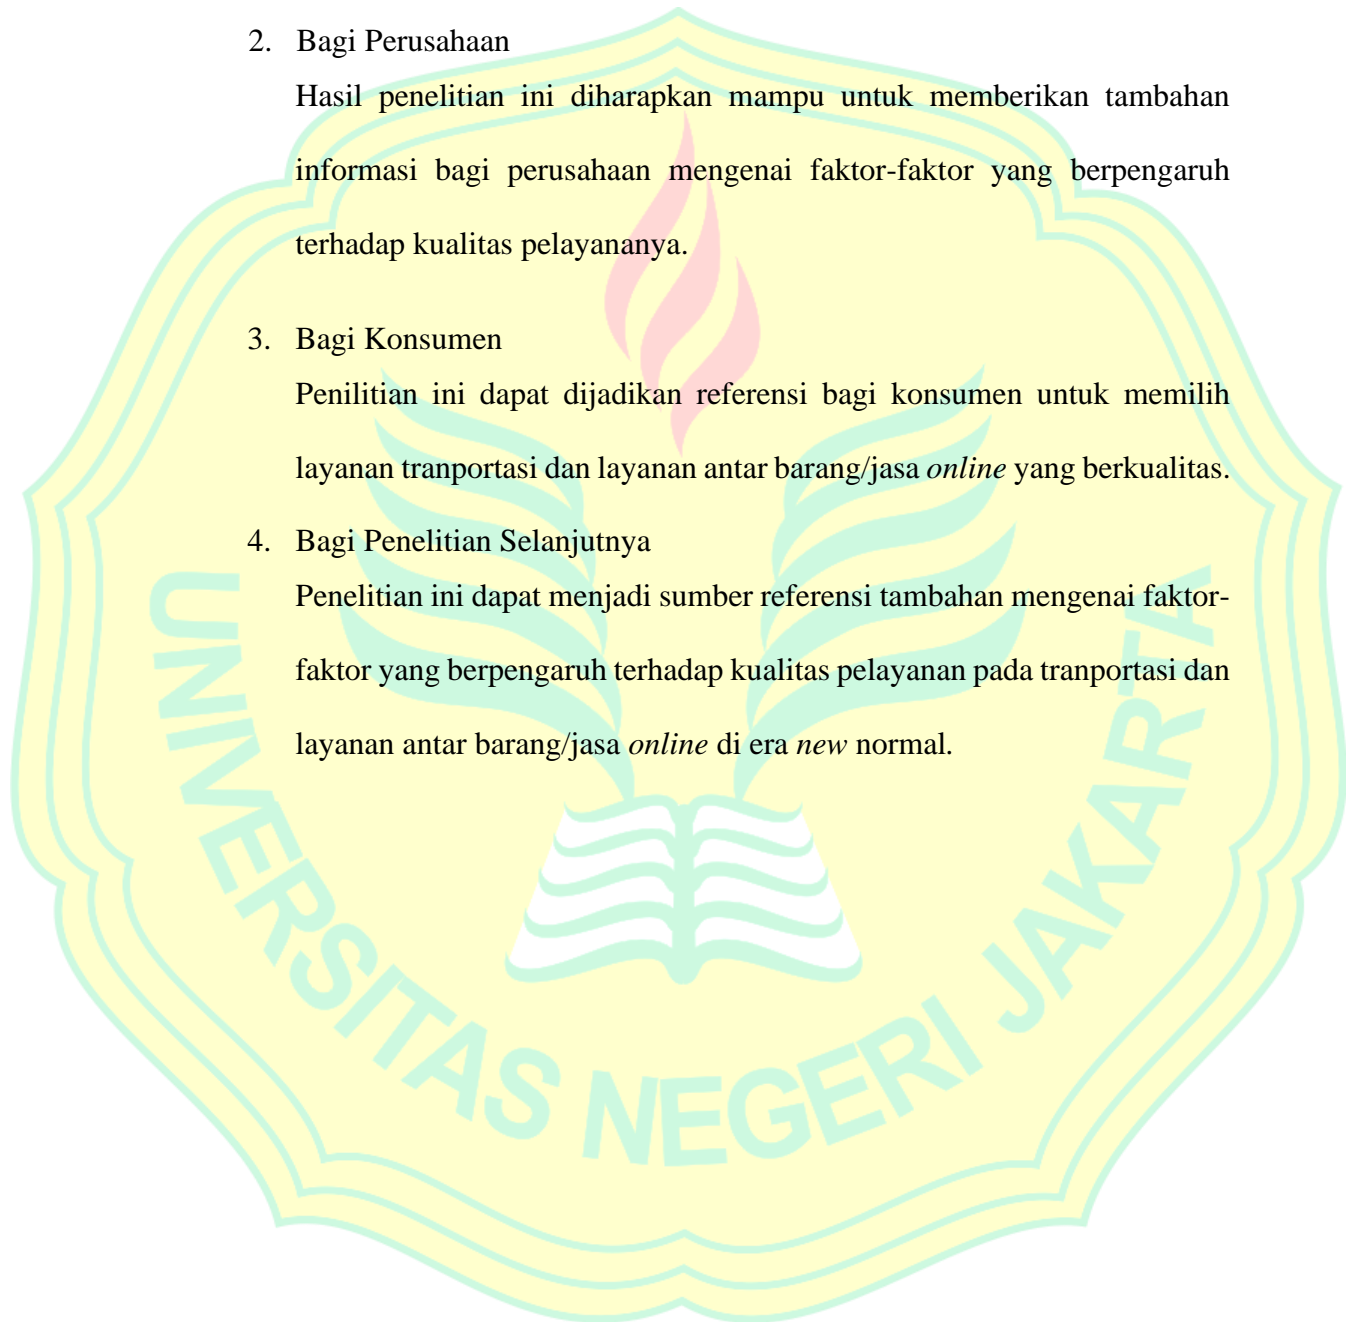 2. Bagi Perusahaan
Hasil penelitian ini diharapkan mampu untuk memberikan tambahan
informasi bagi perusahaan mengenai faktor-faktor yang berpengaruh
terhadap kualitas pelayananya.
3. Bagi Konsumen
Penilitian ini dapat dijadikan referensi bagi konsumen untuk memilih
layanan tranportasi dan layanan antar barang/jasa online yang berkualitas.
4. Bagi Penelitian Selanjutnya
Penelitian ini dapat menjadi sumber referensi tambahan mengenai faktor-
faktor yang berpengaruh terhadap kualitas pelayanan pada tranportasi dan
layanan antar barang/jasa online di era new normal.
UNIVERSITAS NEGERI JAKARTA